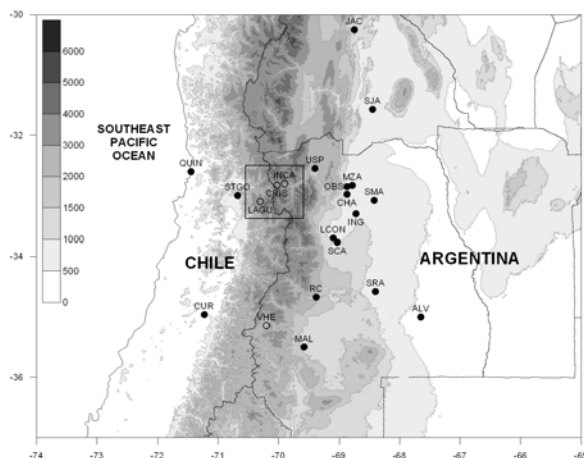 -30
JAC
6000
5000
4000
3000
2000
1500
1000
500
0
SJA
SOUTHEAST
PACIFIC
OCEAN
-32
QUIN
STGO
INCA
CRIS
LAGU
USP
OBS
MZA
CHA
SMA
ING
LCON
SCA
CHILE
ARGENTINA
-34
RC
SRA
CUR
VHE
ALV
MAL
-36
-74 -73 -72 -71 -70 -69 -68 -67 -66 -65